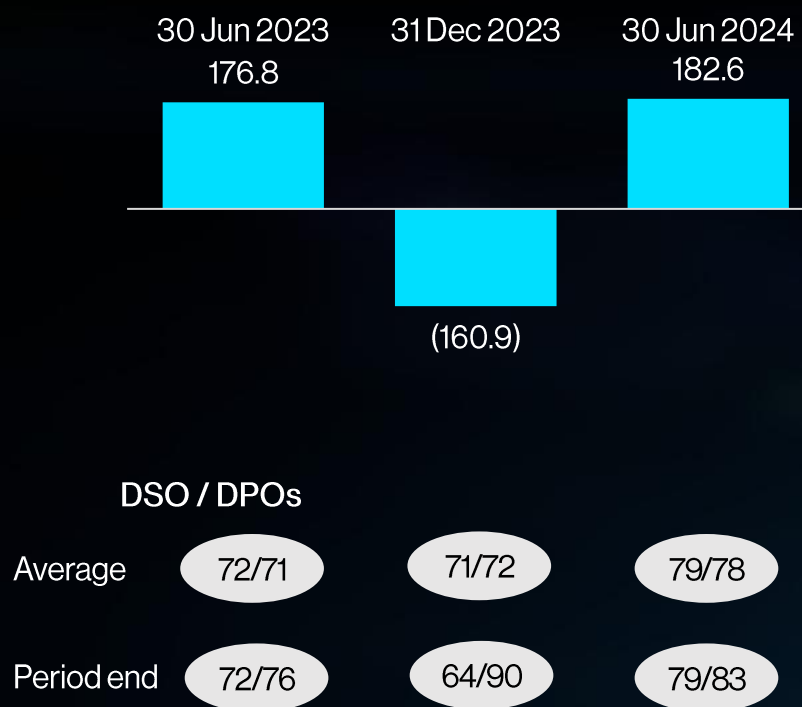 30 Jun 2023 31 Dec 2023 30 Jun 2024
176.8 182.6
(160.9)
DSO / DPOs
Average 72/71 71/72 79/78
Period end 72/76 64/90 79/83